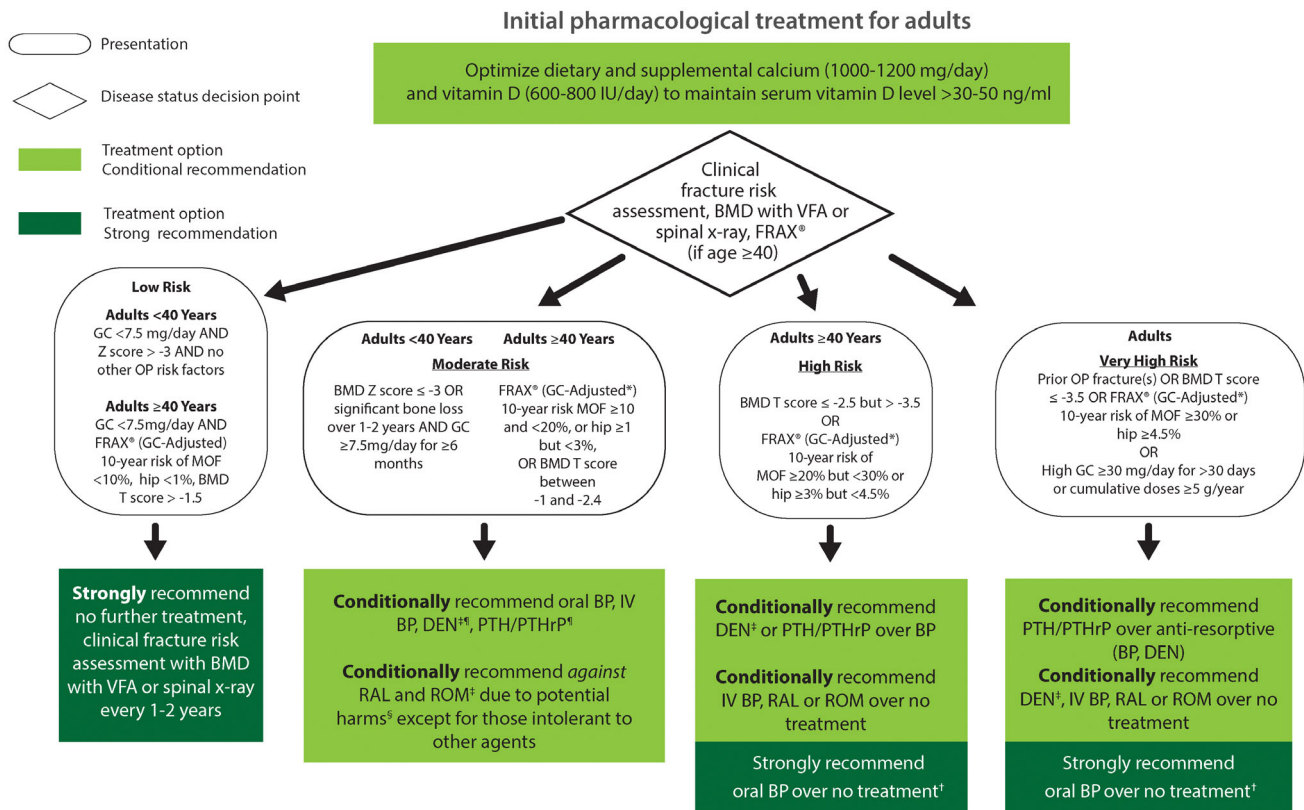 Initial pharmacological treatment for adults
Presentation
Disease status decision point
Treatment option
Conditional recommendation
Treatment option
Strong recommendation
Optimize dietary and supplemental calcium (1000-1200 mg/day)
and vitamin D (600-800 IU/day) to maintain serum vitamin D level >30-50 ng/ml
Clinical
fracture risk
assessment, BMD with VFA or
spinal x-ray, FRAX®
(if age ≥40)
Low Risk
Adults <40 Years
GC <7.5 mg/day AND
Z score > -3 AND no
other OP risk factors
Adults ≥40 Years
GC <7.5mg/day AND
FRAX® (GC-Adjusted)
10-year risk of MOF
<10%, hip <1%, BMD
T score > -1.5
Adults <40 Years Adults ≥40 Years
Moderate Risk
BMD Z score ≤ -3 OR
significant bone loss
over 1-2 years AND GC
≥7.5mg/day for ≥6
months
FRAX® (GC-Adjusted*)
10-year risk MOF ≥10
and <20%, or hip ≥1
but <3%,
OR BMD T score
between
-1 and -2.4
Adults ≥40 Years
High Risk
BMD T score ≤ -2.5 but > -3.5
OR
FRAX® (GC-Adjusted*)
10-year risk of
MOF ≥20% but <30% or
hip ≥3% but <4.5%
Adults
Very High Risk
Prior OP fracture(s) OR BMD T score
≤ -3.5 OR FRAX® (GC-Adjusted*)
10-year risk of MOF ≥30% or
hip ≥4.5%
OR
High GC ≥30 mg/day for >30 days
or cumulative doses ≥5 g/year
Strongly recommend
no further treatment,
clinical fracture risk
assessment with BMD
with VFA or spinal x-ray
every 1-2 years
Conditionally recommend oral BP, IV
BP, DEN‡¶, PTH/PTHrP¶
Conditionally recommend against
RAL and ROM‡ due to potential
harms§ except for those intolerant to
other agents
Conditionally recommend
DEN‡ or PTH/PTHrP over BP
Conditionally recommend
IV BP, RAL or ROM over no
treatment
Strongly recommend
oral BP over no treatment†
Conditionally recommend
PTH/PTHrP over anti-resorptive
(BP, DEN)
Conditionally recommend
DEN‡, IV BP, RAL or ROM over no
treatment
Strongly recommend
oral BP over no treatment†